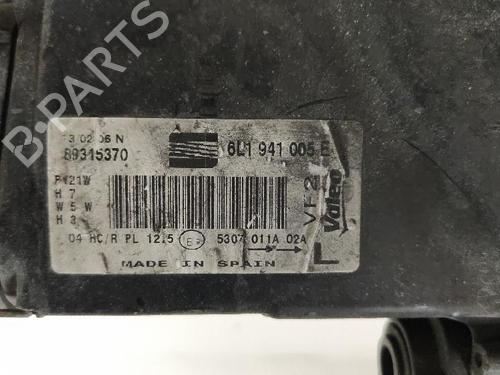 B-PARTS
3 02 06 N
89315370
6L1 941 005 E
P 21W
H 7
W 5 W
H 3
VF2
Valeo
04 HC/R PL 12.5
5307 011A 02A
L
MADE IN SPAIN